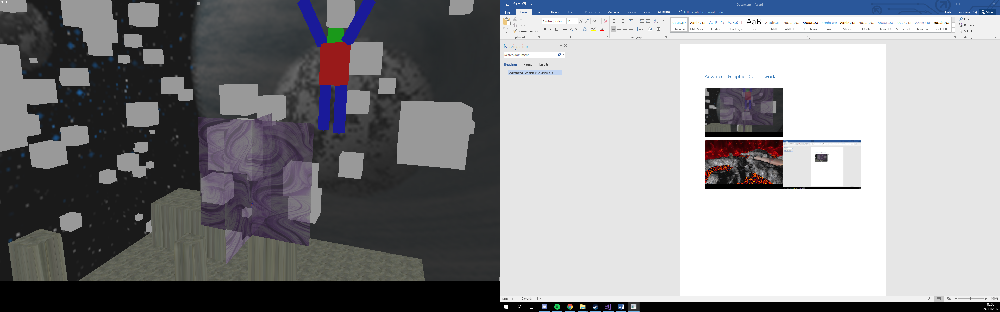 3 1
Document1 - Word
File Home Insert Design Layout References Mailings Review View ACROBAT Tell me what you want to do... Josh Cunningham (UG) Share
Paste
Cut
Copy
Format Painter
Clipboard
Calibri (Body) 11
Font
Paragraph
AaBbCcDc AaBbCcDc AaBbCc AaBbCcC AaB AaBbCcC AaBbCcDc AaBbCcDc AaBbCcDc AaBbCcDc AaBbCcDc AaBbCcDc AABBCCDC AABBCCDC AaBbCcDc
¶ Normal ¶ No Spac... Heading 1 Heading 2 Title Subtitle Subtle Em... Emphasis Intense E... Strong Quote Intense Q... Subtle Ref... Intense Re... Book Title
Styles
Find
Replace
Select
Editing
Navigation
Search document
Headings Pages Results
Advanced Graphics Coursework
Advanced Graphics Coursework
Page 1 of 1 3 words
100%
03:36
24/11/2017